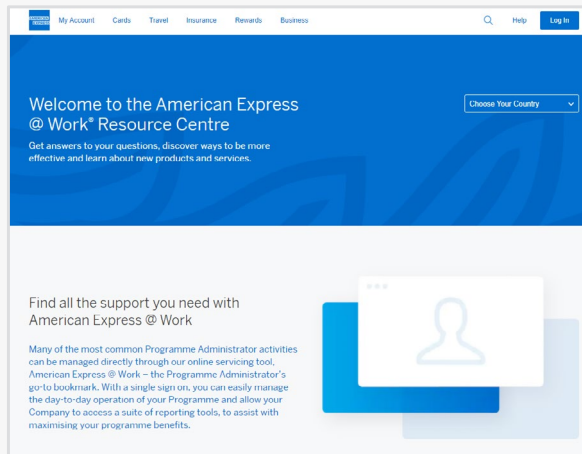 AMERICAN EXPRESS
My Account Cards Travel Insurance Rewards Business Help Log In
Welcome to the American Express
@ Work® Resource Centre
Choose Your Country
Get answers to your questions, discover ways to be more
effective and learn about new products and services.
Find all the support you need with
American Express @ Work
Many of the most common Programme Administrator activities
can be managed directly through our online servicing tool,
American Express @ Work – the Programme Administrator's
go-to bookmark. With a single sign on, you can easily manage
the day-to-day operation of your Programme and allow your
Company to access a suite of reporting tools, to assist with
maximising your programme benefits.